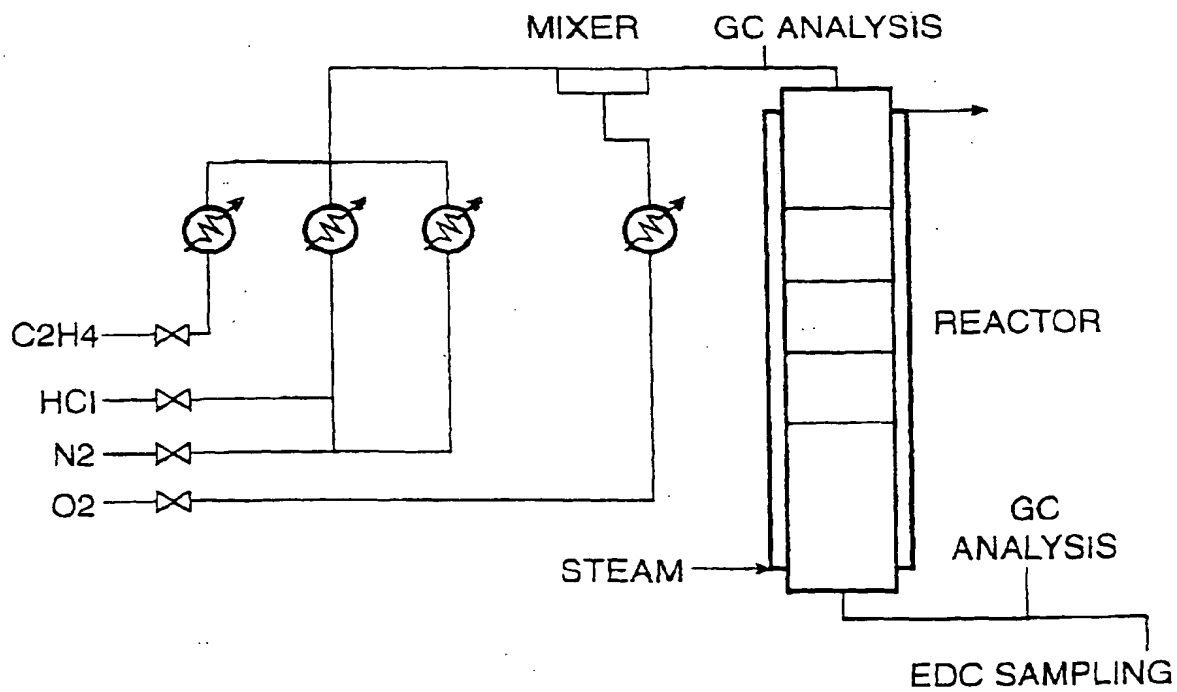 MIXER
GC ANALYSIS
C2H4
HCl
N2
O2
REACTOR
STEAM
GC
ANALYSIS
EDC SAMPLING